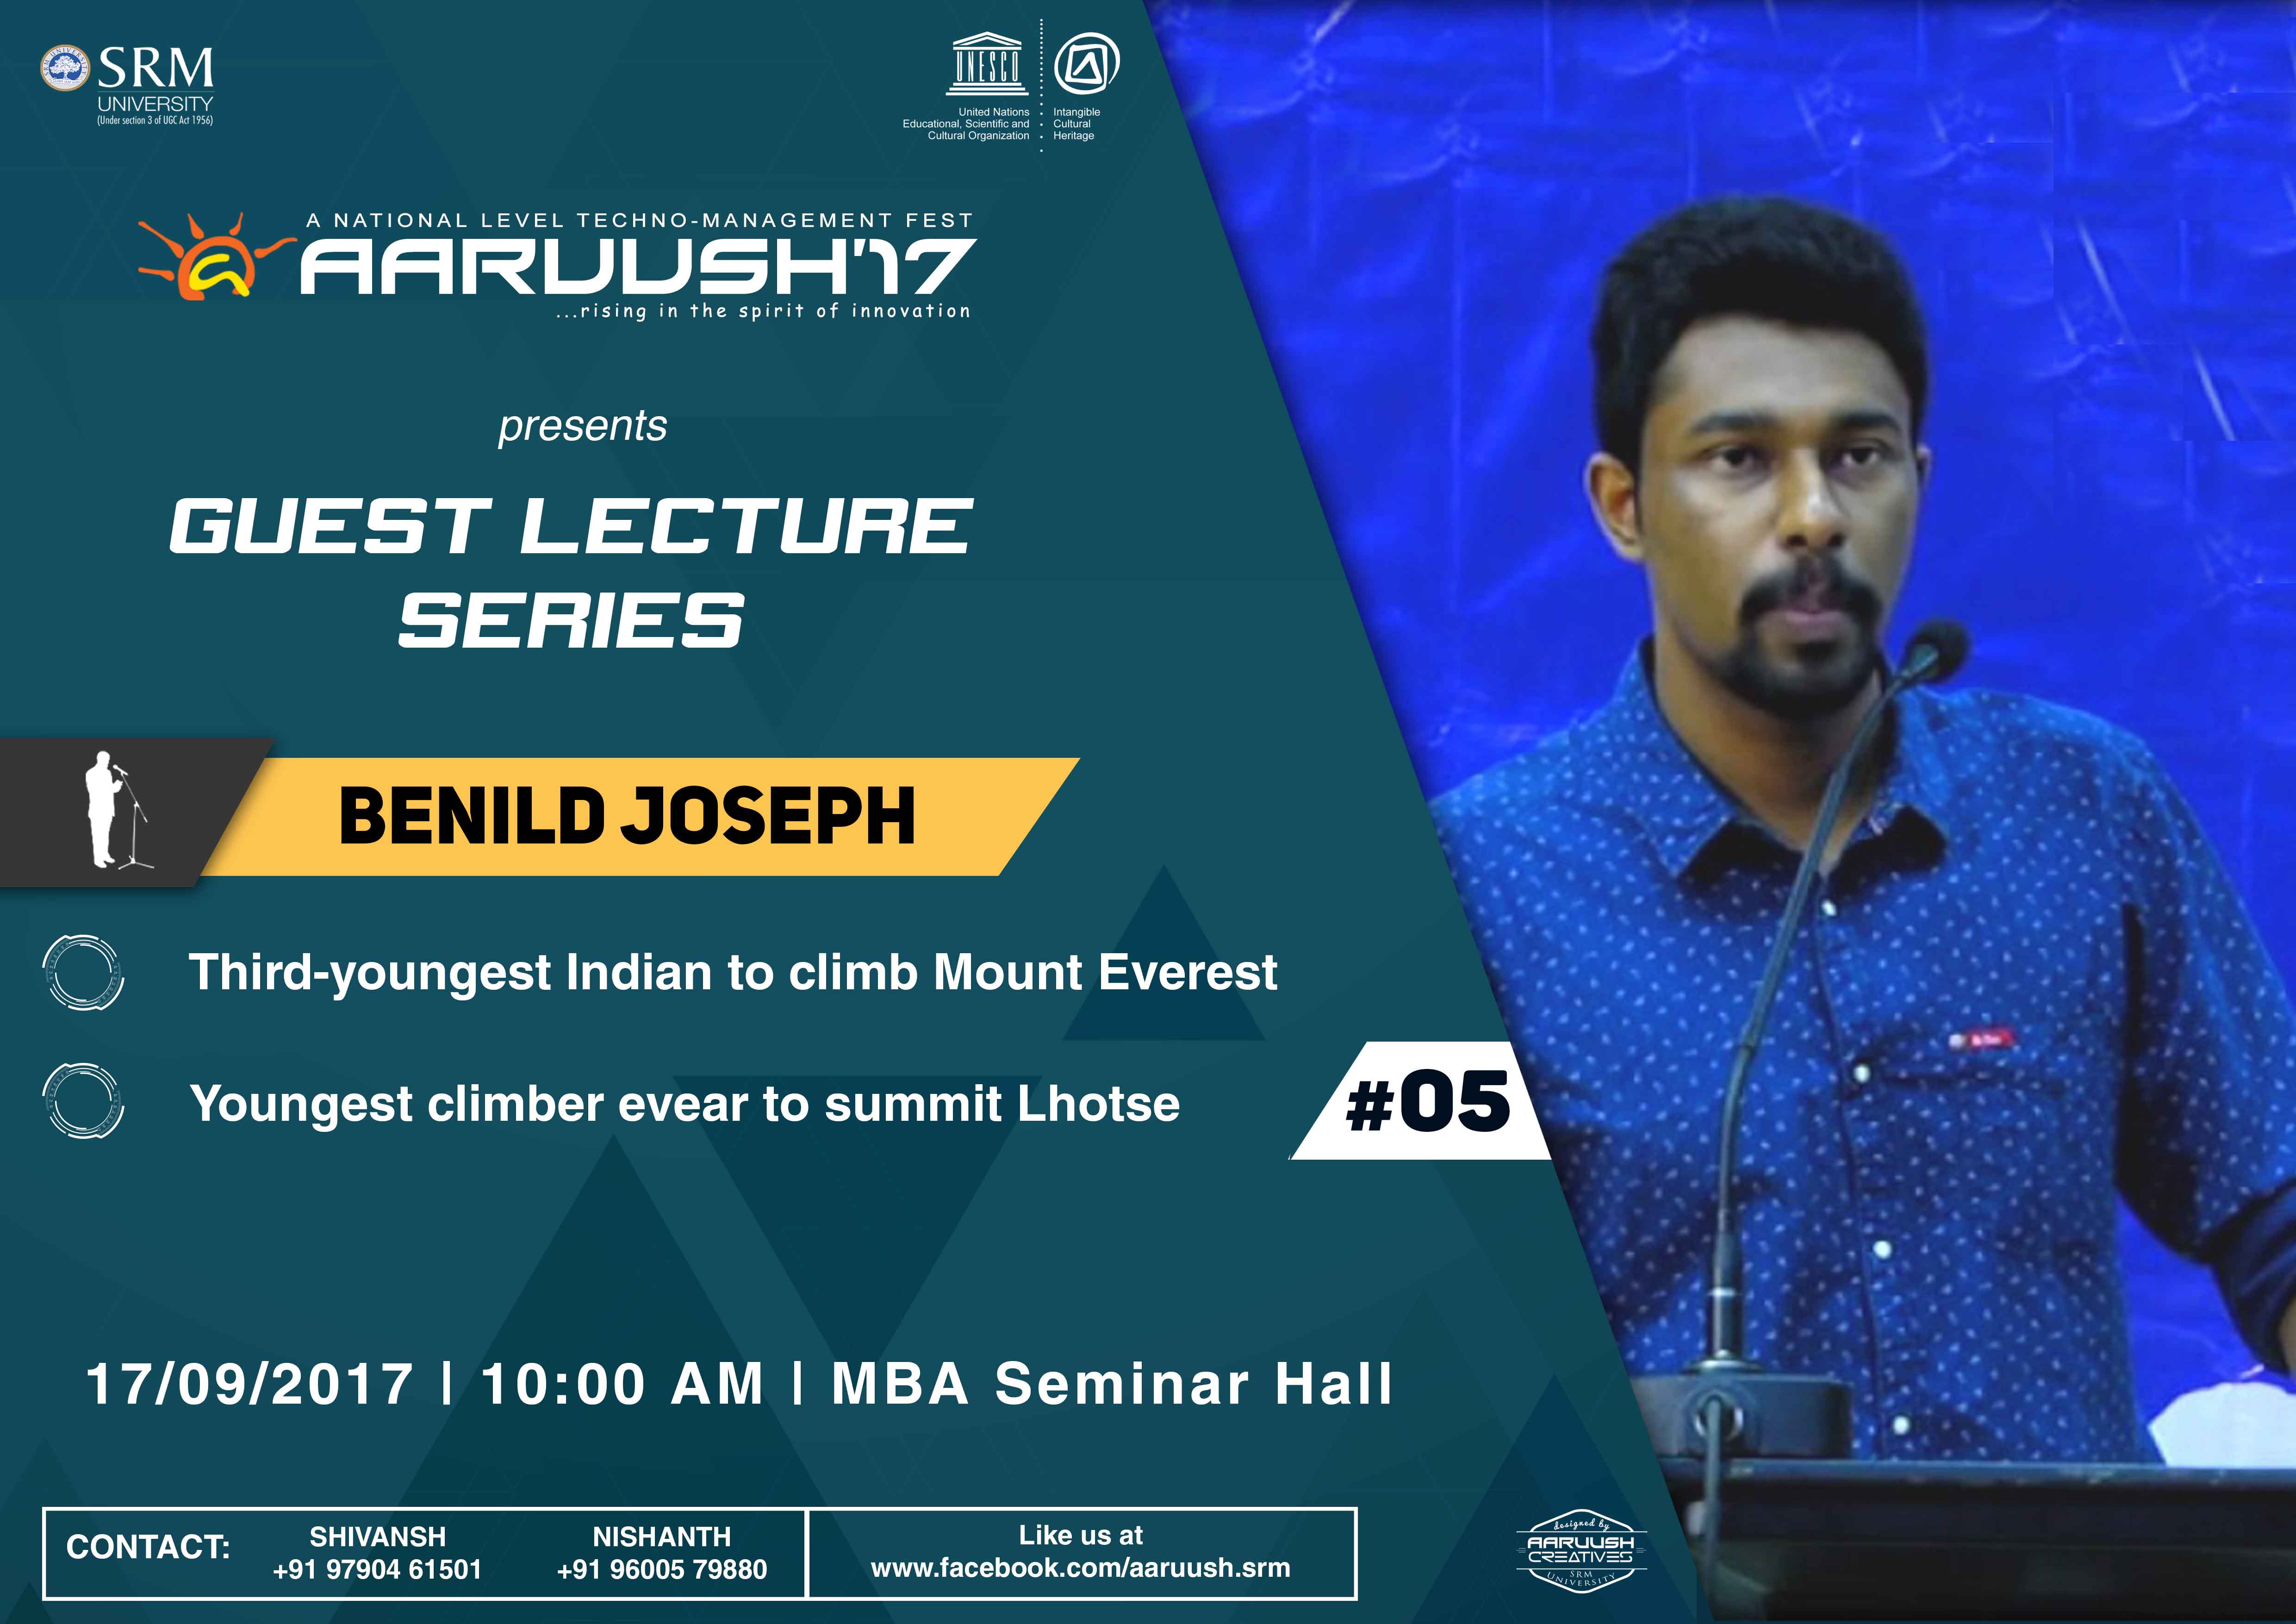 SRM
UNIVERSITY
(Under section 3 of UGC Act 1956)
UNESCO
United Nations
Educational, Scientific and
Cultural Organization
Intangible
Cultural
Heritage
A NATIONAL LEVEL TECHNO-MANAGEMENT FEST
AARUUSH'17
...rising in the spirit of innovation
presents
GUEST LECTURE
SERIES
BENILD JOSEPH
Third-youngest Indian to climb Mount Everest
Youngest climber evear to summit Lhotse
#05
17/09/2017 | 10:00 AM | MBA Seminar Hall
CONTACT:
SHIVANSH
+91 97904 61501
NISHANTH
+91 96005 79880
Like us at
www.facebook.com/aaruush.srm
designed by
AARUUSH
CREATIVES
SRM
UNIVERSITY